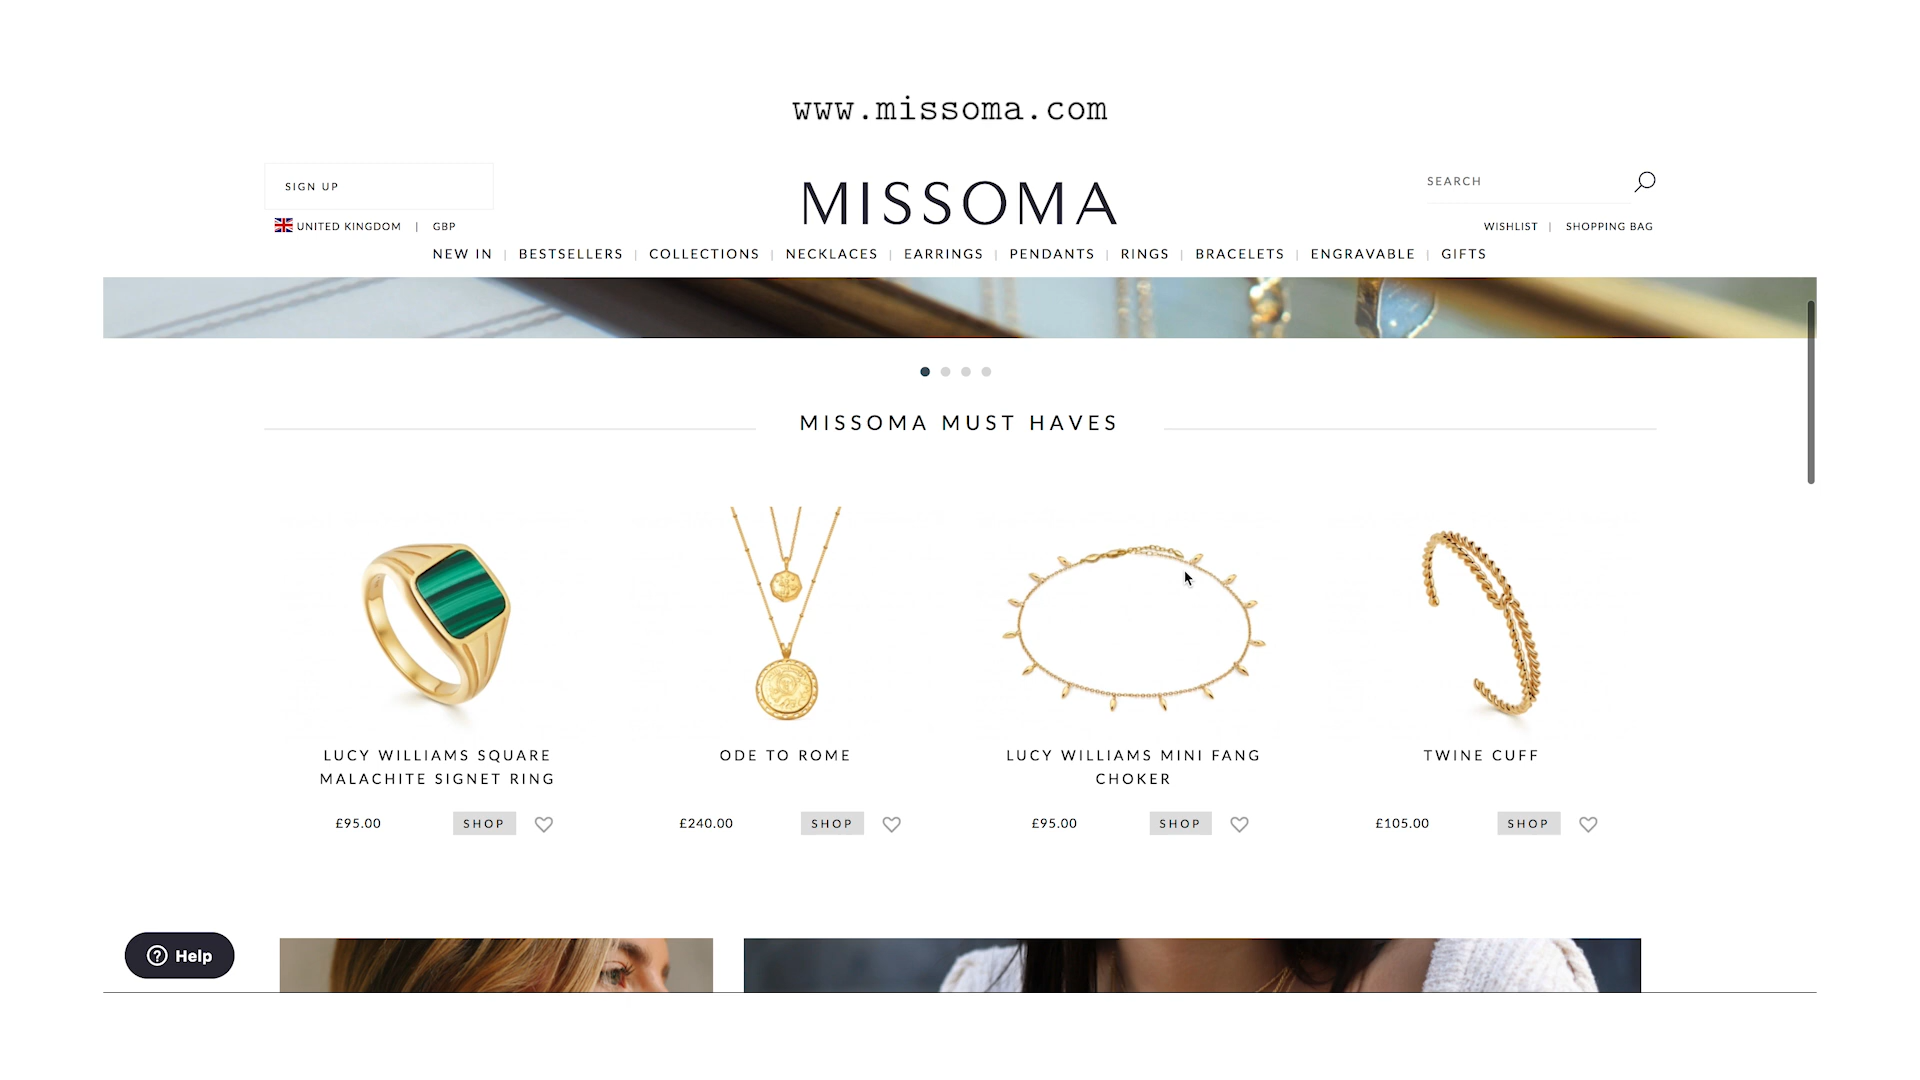 www.missoma.com
SIGN UP
MISSOMA
SEARCH
UNITED KINGDOM | GBP
WISHLIST | SHOPPING BAG
NEW IN | BESTSELLERS | COLLECTIONS | NECKLACES | EARRINGS | PENDANTS | RINGS | BRACELETS | ENGRAVABLE | GIFTS
MISSOMA MUST HAVES
LUCY WILLIAMS SQUARE
MALACHITE SIGNET RING
£95.00 SHOP
ODE TO ROME
£240.00 SHOP
LUCY WILLIAMS MINI FANG
CHOKER
£95.00 SHOP
TWINE CUFF
£105.00 SHOP
? Help